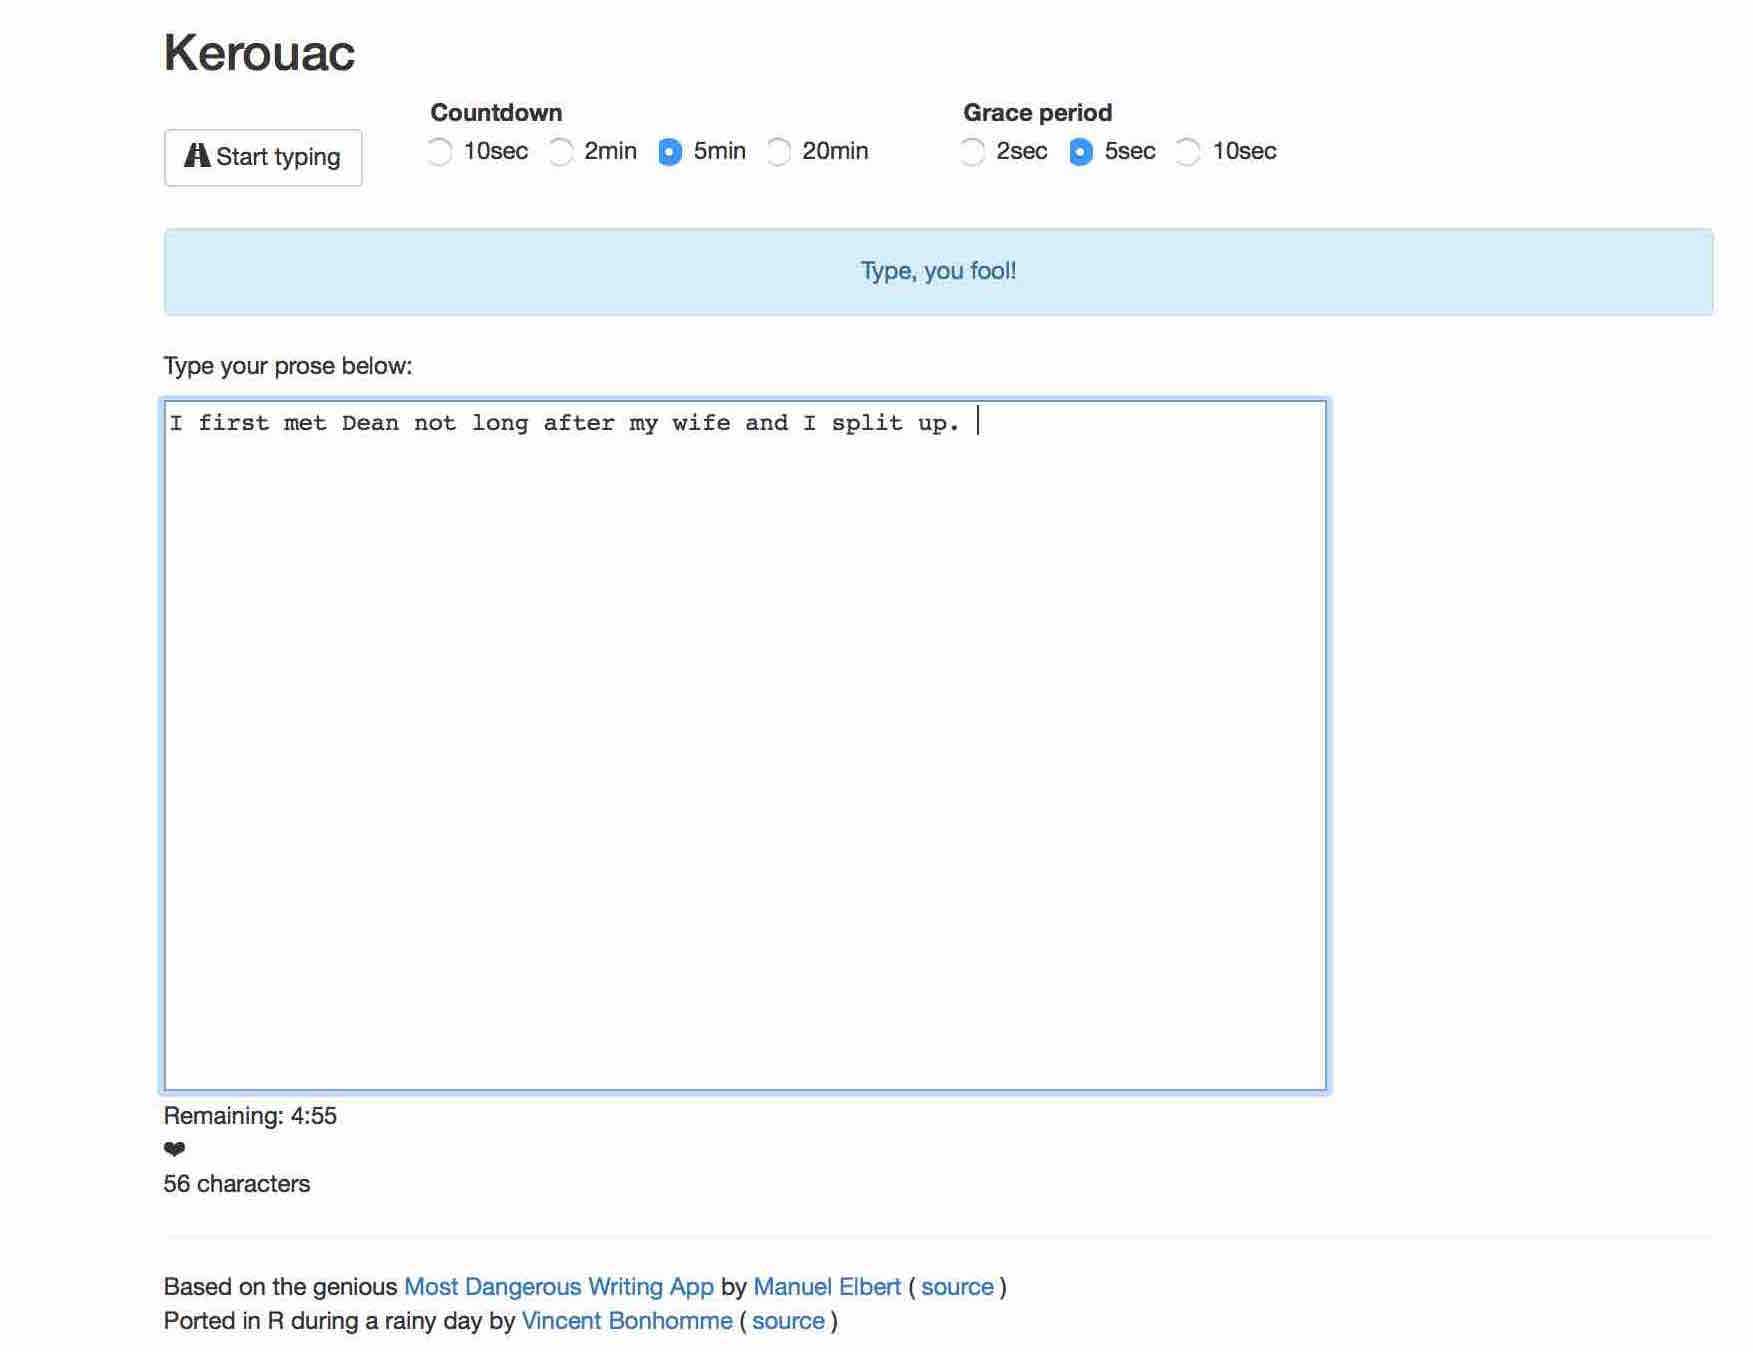 Kerouac
Countdown
Grace period
Start typing
10sec 2min 5min 20min
2sec 5sec 10sec
Type, you fool!
Type your prose below:
I first met Dean not long after my wife and I split up.
Remaining: 4:55
❤
56 characters
Based on the genious Most Dangerous Writing App by Manuel Elbert ( source )
Ported in R during a rainy day by Vincent Bonhomme ( source )